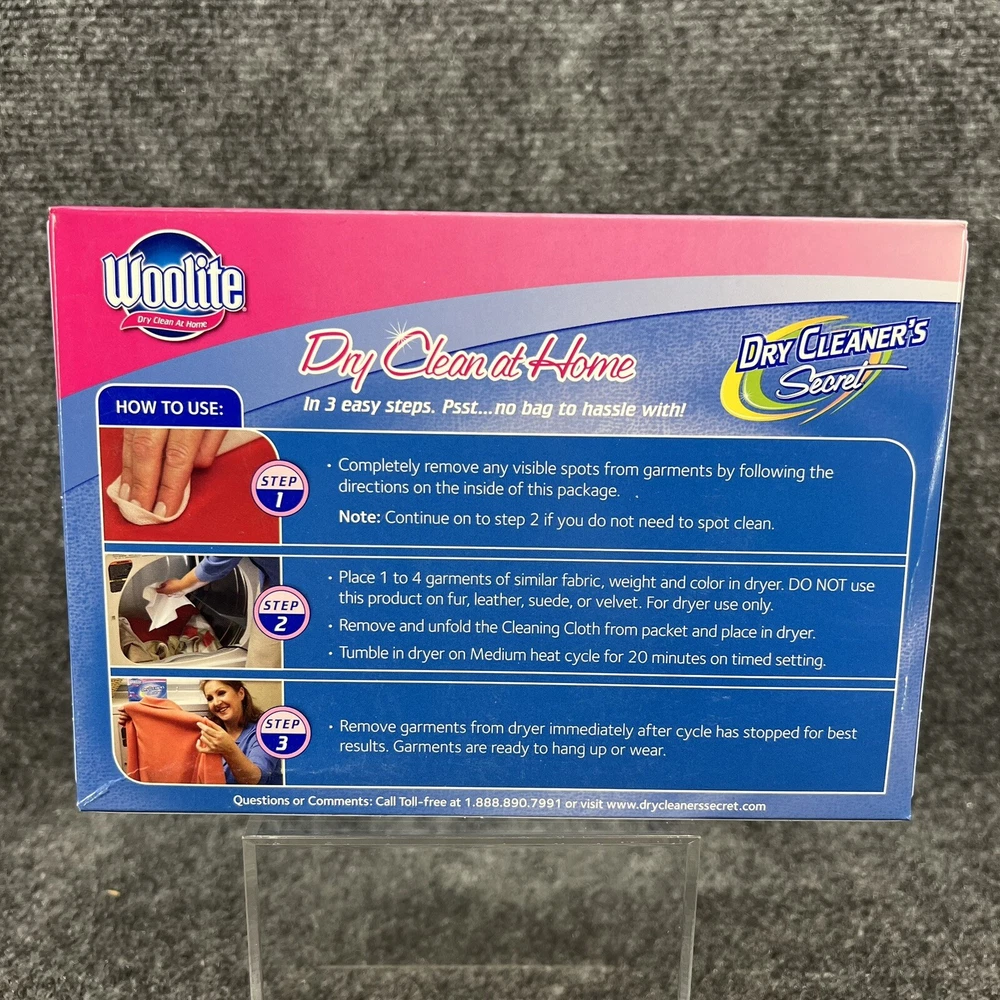 Woolite
Dry Clean At Home
Dry Clean at Home
In 3 easy steps. Psst...no bag to hassle with!
DRY CLEANER'S
Secret
HOW TO USE:
STEP
1
• Completely remove any visible spots from garments by following the
directions on the inside of this package.
Note: Continue on to step 2 if you do not need to spot clean.
STEP
2
• Place 1 to 4 garments of similar fabric, weight and color in dryer. DO NOT use
this product on fur, leather, suede, or velvet. For dryer use only.
• Remove and unfold the Cleaning Cloth from packet and place in dryer.
• Tumble in dryer on Medium heat cycle for 20 minutes on timed setting.
STEP
3
• Remove garments from dryer immediately after cycle has stopped for best
results. Garments are ready to hang up or wear.
Questions or Comments: Call Toll-free at 1.888.890.7991 or visit www.drycleanerssecret.com